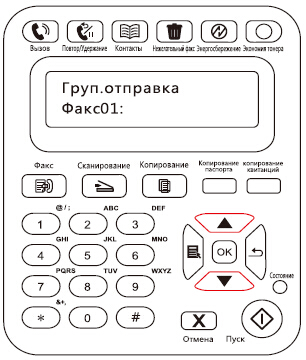 Вызов Повтор/Удержание Контакты Нежелательный факс Энергосбережение Экономия тонера
Груп.отправка
Факс01:
Факс Сканирование Копирование Копирование паспорта копирование квитанций
@ / : ABC DEF
1 2 3
GHI JKL MNO
4 5 6 OK
PQRS TUV WXYZ
7 8 9 Состояние
&+,
* 0 # X
Отмена Пуск